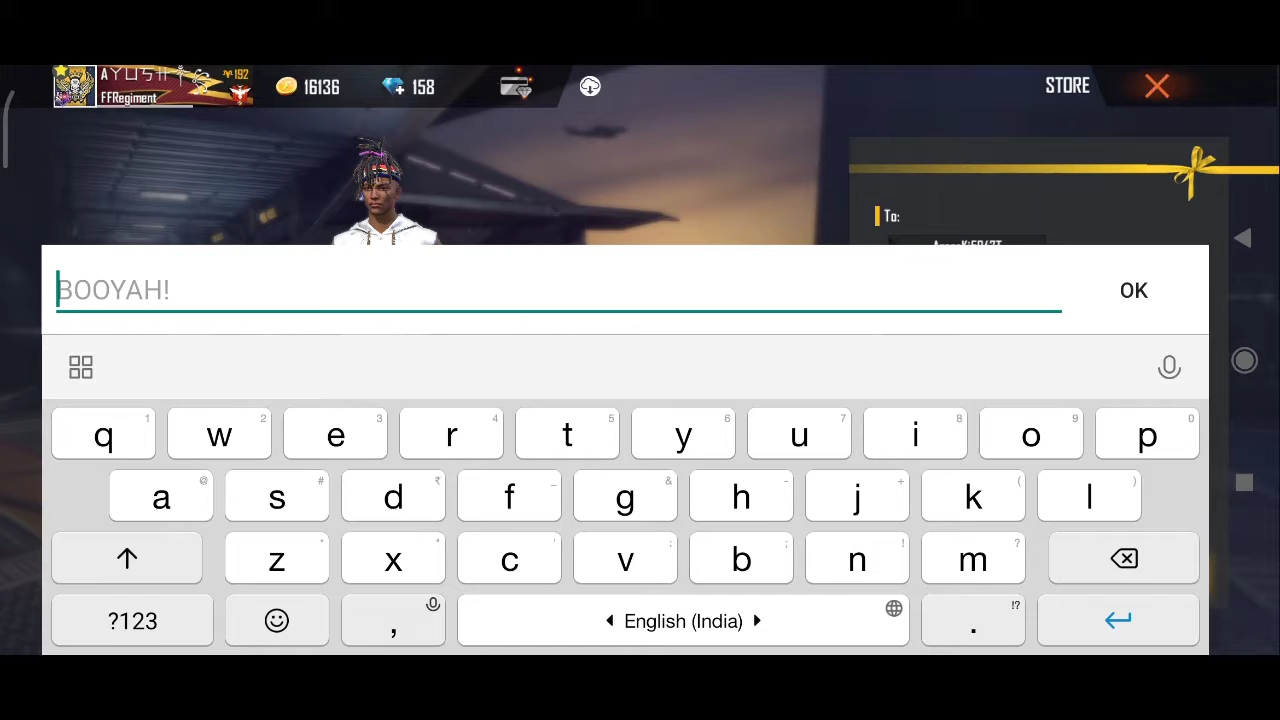 AYUSH
192
FFRegiment
16136
158
STORE
To:
BOOYAH!
OK
q 1 w 2 e 3 r 4 t 5 y 6 u 7 i 8 o 9 p 0
a @ s # d ₹ f _ g & h - j + k ( l )
z * x " c ' v : b ; n ! m ?
?123 , English (India) . !?